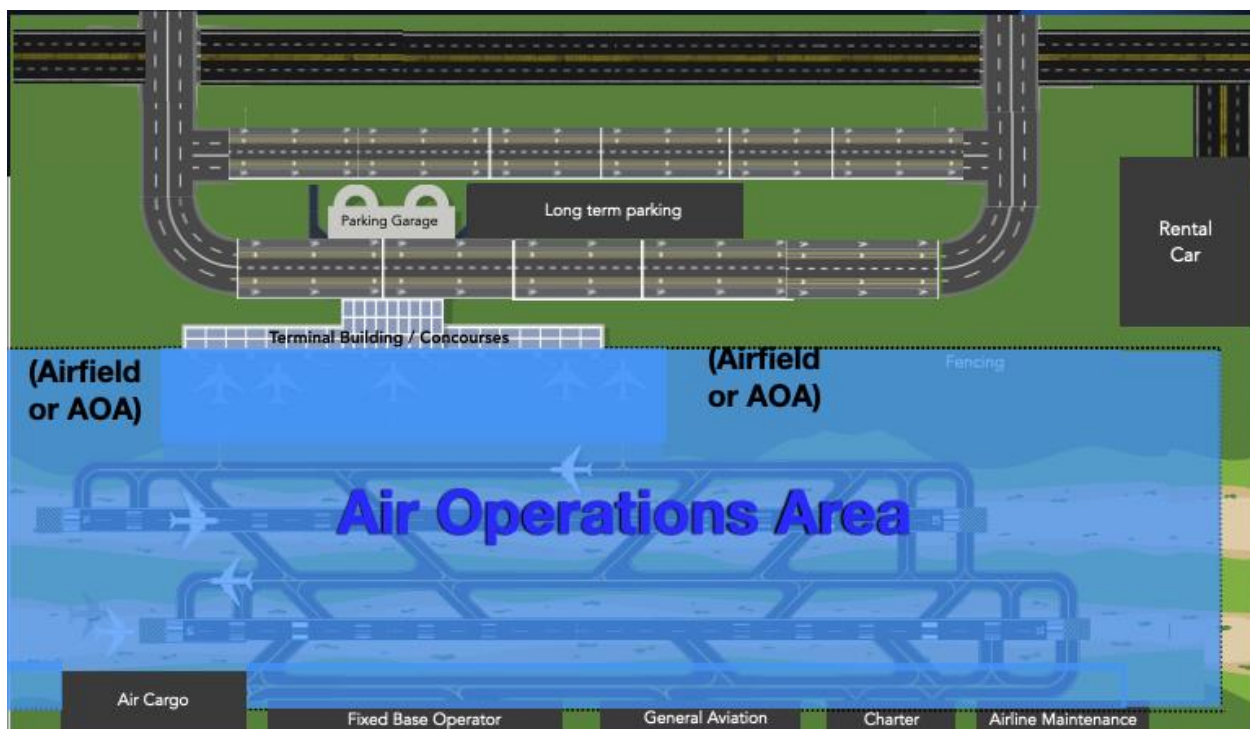 Parking Garage
Long term parking
Rental
Car
Terminal Building / Concourses
(Airfield
or AOA)
(Airfield
or AOA)
Fencing
Air Operations Area
Air Cargo
Fixed Base Operator
General Aviation
Charter
Airline Maintenance